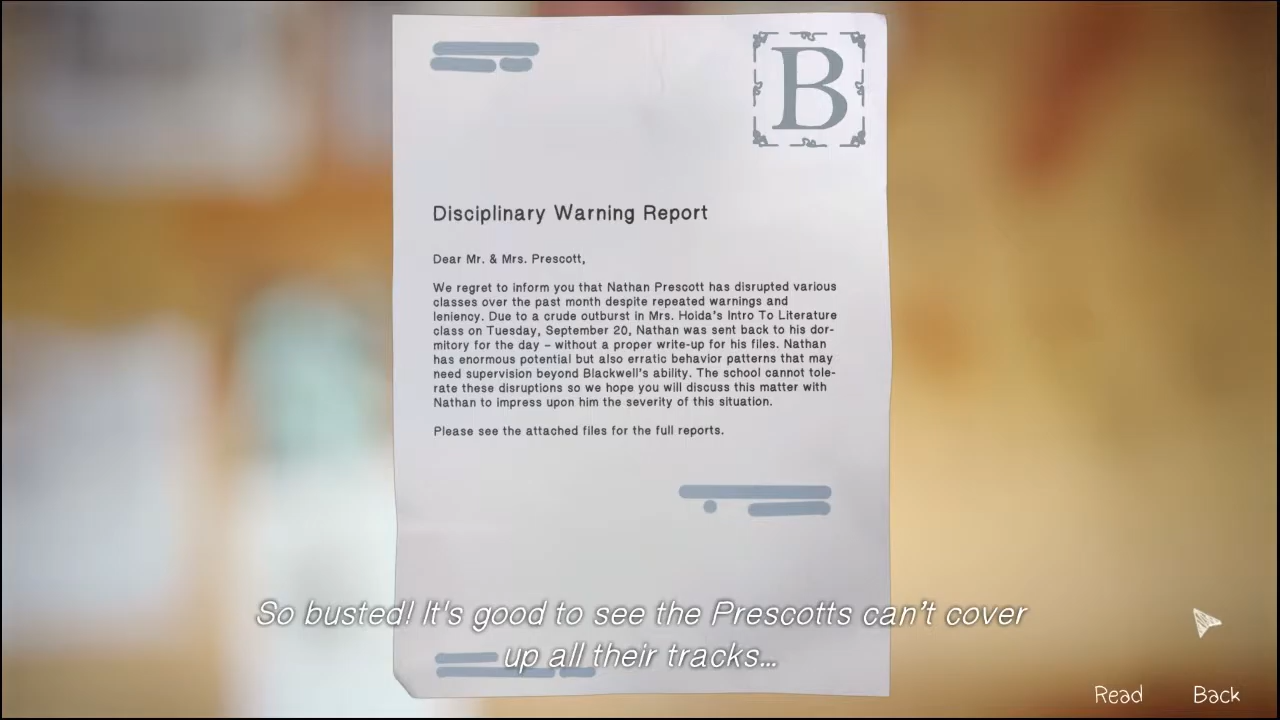 B
Disciplinary Warning Report
Dear Mr. & Mrs. Prescott,
We regret to inform you that Nathan Prescott has disrupted various
classes over the past month despite repeated warnings and
leniency. Due to a crude outburst in Mrs. Hoida's Intro To Literature
class on Tuesday, September 20, Nathan was sent back to his dor-
mitory for the day – without a proper write-up for his files. Nathan
has enormous potential but also erratic behavior patterns that may
need supervision beyond Blackwell's ability. The school cannot tole-
rate these disruptions so we hope you will discuss this matter with
Nathan to impress upon him the severity of this situation.
Please see the attached files for the full reports.
So busted! It's good to see the Prescotts can't cover
up all their tracks...
Read
Back